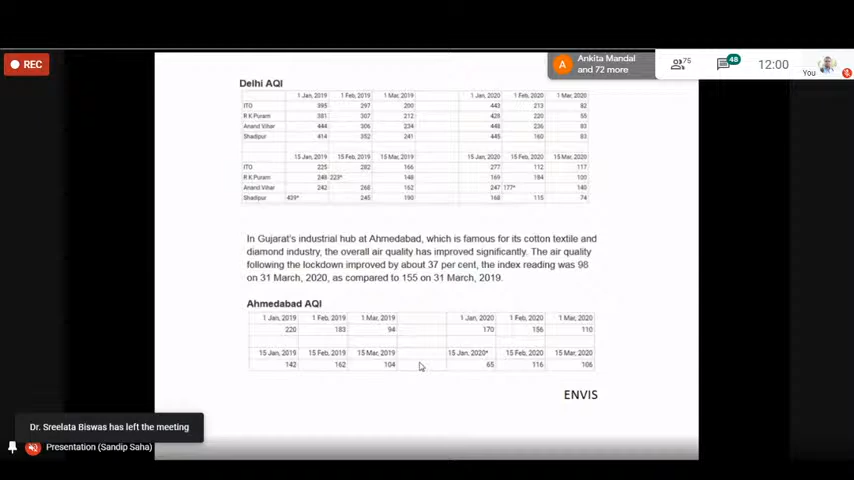 REC
Ankita Mandal
and 72 more
A
75
48
12:00
You
Delhi AQI
1 Jan, 2019 1 Feb, 2019 1 Mar, 2019 1 Jan, 2020 1 Feb, 2020 1 Mar, 2020
ITO 395 297 200 443 213 82
R K Puram 381 307 212 428 220 59
Anand Vihar 444 306 234 448 236 83
Shadipur 414 352 241 445 160 83
15 Jan, 2019 15 Feb, 2019 15 Mar, 2019 15 Jan, 2020 15 Feb, 2020 15 Mar, 2020
ITO 225 282 166 277 112 117
R K Puram 248 223* 148 169 184 100
Anand Vihar 242 268 162 247 177* 140
Shadipur 429* 245 190 168 115 74
In Gujarat's industrial hub at Ahmedabad, which is famous for its cotton textile and
diamond industry, the overall air quality has improved significantly. The air quality
following the lockdown improved by about 37 per cent, the index reading was 98
on 31 March, 2020, as compared to 155 on 31 March, 2019.
Ahmedabad AQI
1 Jan, 2019 1 Feb, 2019 1 Mar, 2019 1 Jan, 2020 1 Feb, 2020 1 Mar, 2020
220 183 94 170 156 110
15 Jan, 2019 15 Feb, 2019 15 Mar, 2019 15 Jan, 2020* 15 Feb, 2020 15 Mar, 2020
142 162 104 65 116 106
ENVIS
Dr. Sreelata Biswas has left the meeting
Presentation (Sandip Saha)